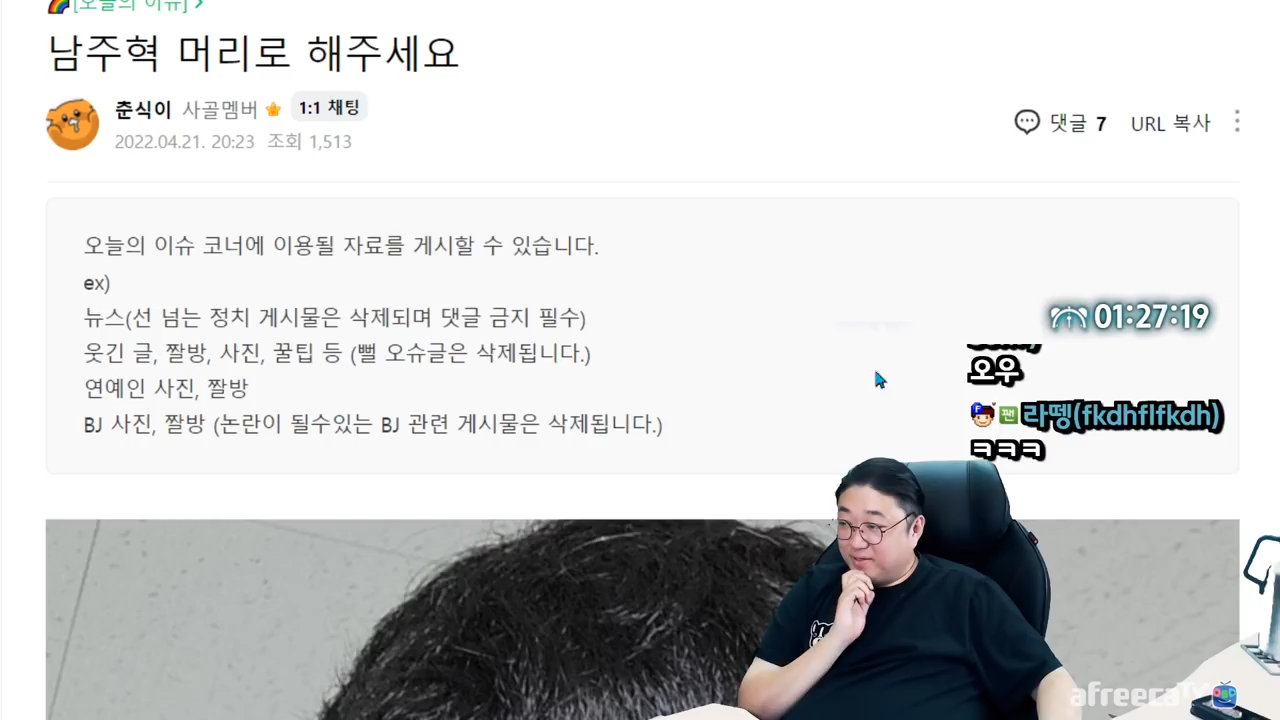 [오늘의 이슈] >
남주혁 머리로 해주세요
춘식이 사골멤버 1:1 채팅
2022.04.21. 20:23 조회 1,513
댓글 7 URL 복사
오늘의 이슈 코너에 이용될 자료를 게시할 수 있습니다.
ex)
뉴스(선 넘는 정치 게시물은 삭제되며 댓글 금지 필수)
웃긴 글, 짤방, 사진, 꿀팁 등 (뻘 오슈글은 삭제됩니다.)
연예인 사진, 짤방
BJ 사진, 짤방 (논란이 될수있는 BJ 관련 게시물은 삭제됩니다.)
01:27:19
오우
F 팬 라뗑(fkdhflfkdh)
ㅋㅋㅋ
afreecaTV